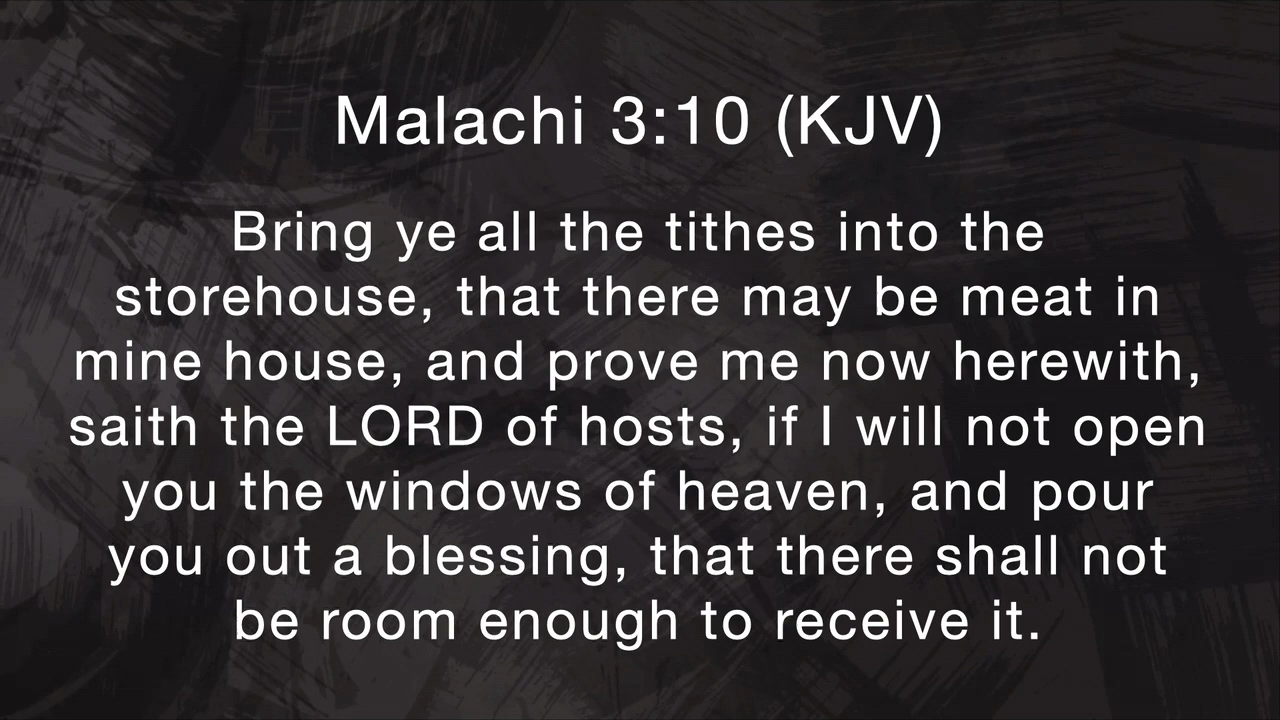 Malachi 3:10 (KJV)
Bring ye all the tithes into the
storehouse, that there may be meat in
mine house, and prove me now herewith,
saith the LORD of hosts, if I will not open
you the windows of heaven, and pour
you out a blessing, that there shall not
be room enough to receive it.